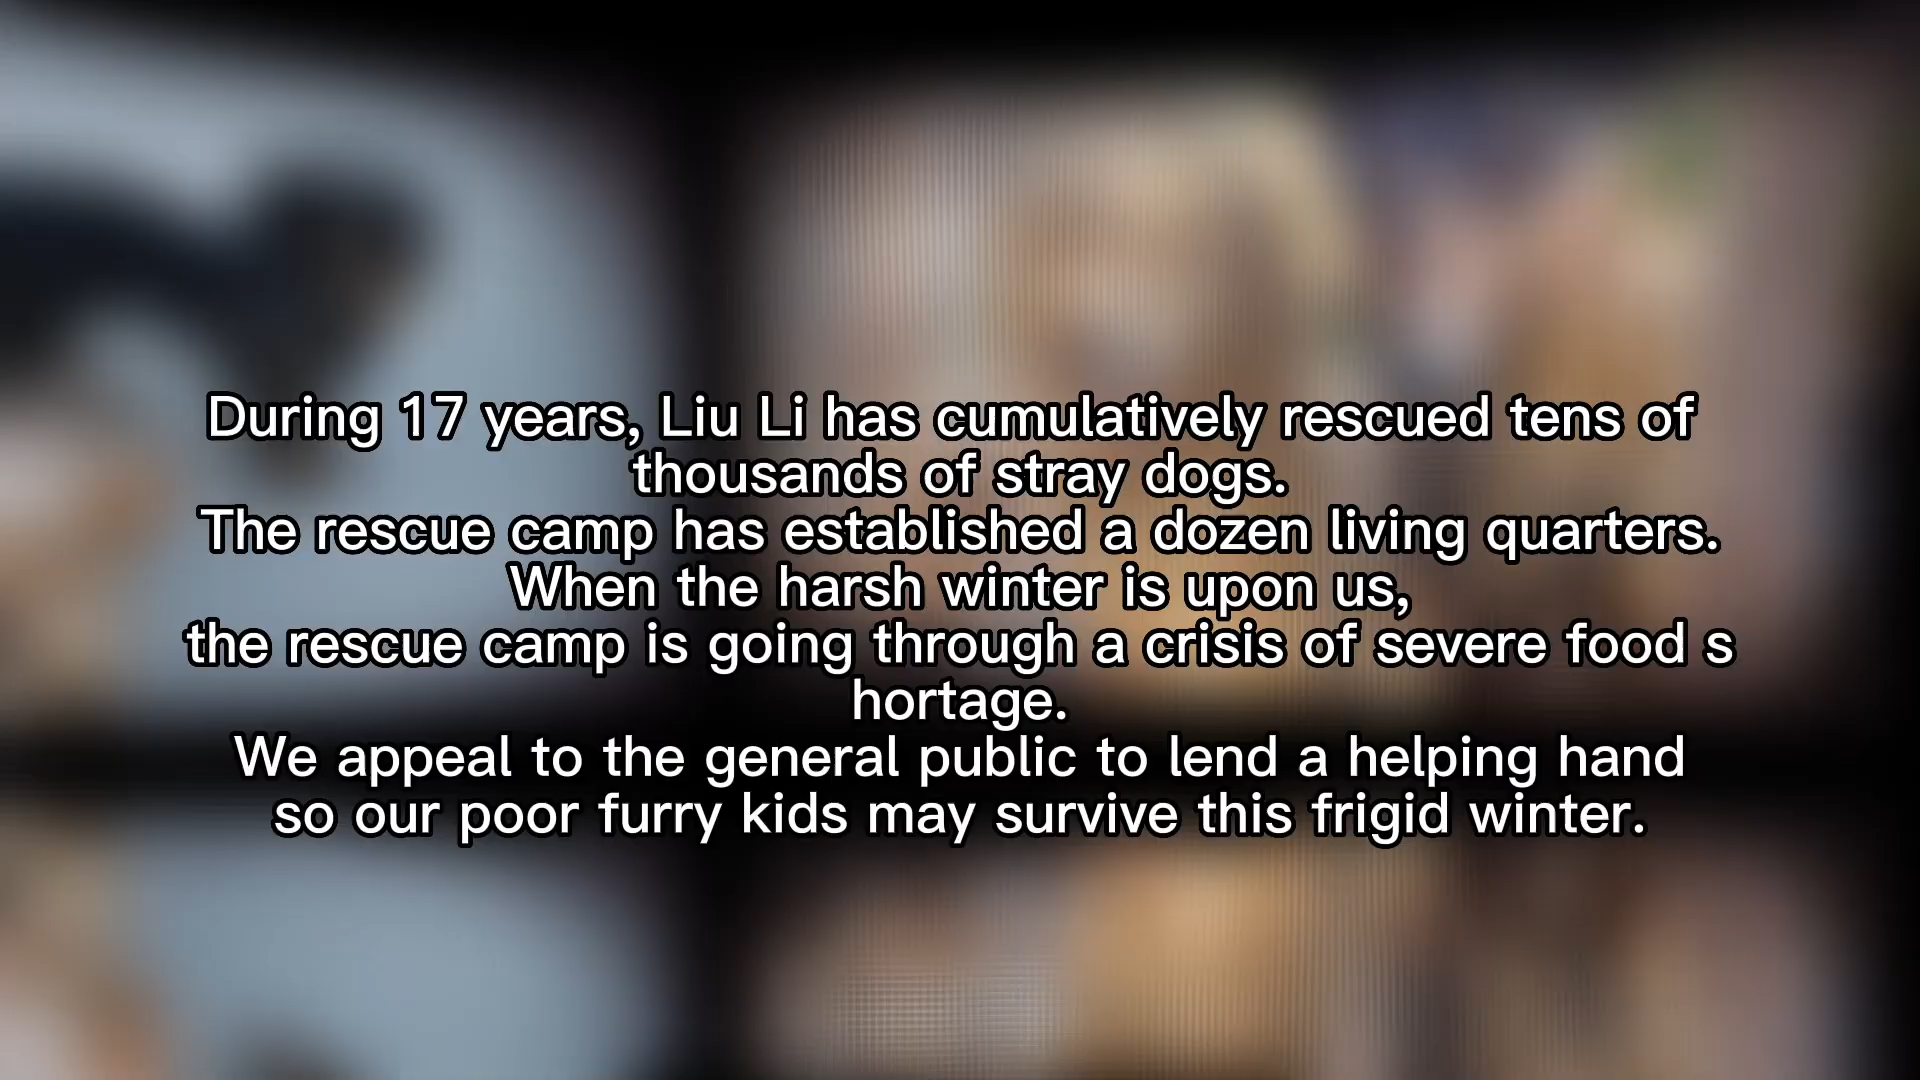 During 17 years, Liu Li has cumulatively rescued tens of
thousands of stray dogs.
The rescue camp has established a dozen living quarters.
When the harsh winter is upon us,
the rescue camp is going through a crisis of severe food s
hortage.
We appeal to the general public to lend a helping hand
so our poor furry kids may survive this frigid winter.